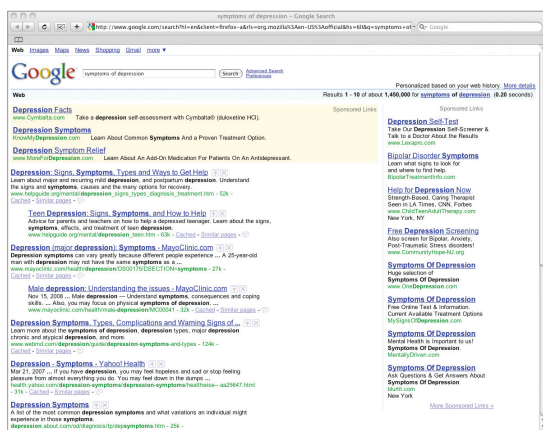 symptoms of depression – Google Search
http://www.google.com/search?hl=en&client=firefox-a&rls=org.mozilla%3Aen-US%3Aofficial&hs=6ll&q=symptoms+of+ Google
Web Images Maps News Shopping Gmail more ▼
Google symptoms of depression Search Advanced Search
Preferences
Personalized based on your web history. More details
Web Results 1 - 10 of about 1,450,000 for symptoms of depression. (0.20 seconds)
Sponsored Links
Depression Facts
www.Cymbalta.com Take a depression self-assessment with Cymbalta® (duloxetine HCl).
Depression Symptoms
KnowMyDepression.com Learn About Common Symptoms And a Proven Treatment Option.
Depression Symptom Relief
www.MoreForDepression.com Learn About An Add-On Medication For Patients On An Antidepressant.
Depression: Signs, Symptoms, Types and Ways to Get Help
Learn about major and recurring mild depression, and postpartum depression. Understand
the signs and symptoms, causes and the many options for recovery.
www.helpguide.org/mental/depression_signs_types_diagnosis_treatment.htm - 52k -
Cached - Similar pages -
Teen Depression: Signs, Symptoms, and How to Help
Advice for parents and teachers on how to help a depressed teenager. Learn about the signs,
symptoms, effects, and treatment of teen depression.
www.helpguide.org/mental/depression_teen.htm - 63k - Cached - Similar pages -
Depression (major depression): Symptoms - MayoClinic.com
Depression symptoms can vary greatly because different people experience ... A 25-year-old
man with depression may not have the same symptoms as a ...
www.mayoclinic.com/health/depression/DS00175/DSECTION=symptoms - 27k -
Cached - Similar pages -
Male depression: Understanding the issues - MayoClinic.com
Nov 15, 2008 ... Male depression — Understand symptoms, consequences and coping
skills. ... Also, you may focus on physical symptoms of depression, ...
www.mayoclinic.com/health/male-depression/MC00041 - 32k - Cached - Similar pages -
Depression Symptoms, Types, Complications and Warning Signs of ...
Learn more about the symptoms of depression, depression types, major depression
chronic and atypical depression, and more.
www.webmd.com/depression/guide/depression-symptoms-and-types - 124k -
Cached - Similar pages -
Depression - Symptoms - Yahoo! Health
Mar 21, 2007 ... If you have depression, you may feel hopeless and sad or stop feeling
pleasure from almost everything you do. You may feel down in the dumps ...
health.yahoo.com/depression-symptoms/depression-symptoms/healthwise--aa25647.html
- 31k - Cached - Similar pages -
Depression Symptoms
A list of the most common depression symptoms and what variations an individual might
experience in those symptoms.
depression.about.com/od/diagnosis/tp/depsymptoms.htm - 25k -
Sponsored Links
Depression Self-Test
Take Our Depression Self-Screener &
Talk to a Doctor About the Results
www.Lexapro.com
Bipolar Disorder Symptoms
Learn what signs to look for
and where to find help.
BipolarTreatmentInfo.com
Help for Depression Now
Strength-Based, Caring Therapist
Seen in LA Times, CNN, Forbes
www.ChildTeenAdultTherapy.com
New York, NY
Free Depression Screening
Also screen for Bipolar, Anxiety,
Post-Traumatic Stress disorders!
www.CommunityHope-NJ.org
Symptoms Of Depression
Huge selection of
Symptoms Of Depression
www.OneDepression.com
Symptoms Of Depression
Free Online Test & Information.
Current Available Treatment Options
MySignsOfDepression.com
Symptoms Of Depression
Mental Health is Important to us!
Symptoms Of Depression.
MentallyDriven.com
Symptoms Of Depression
Ask Questions & Get Answers About
Symptoms Of Depression
blurtit.com
New York
More Sponsored Links »